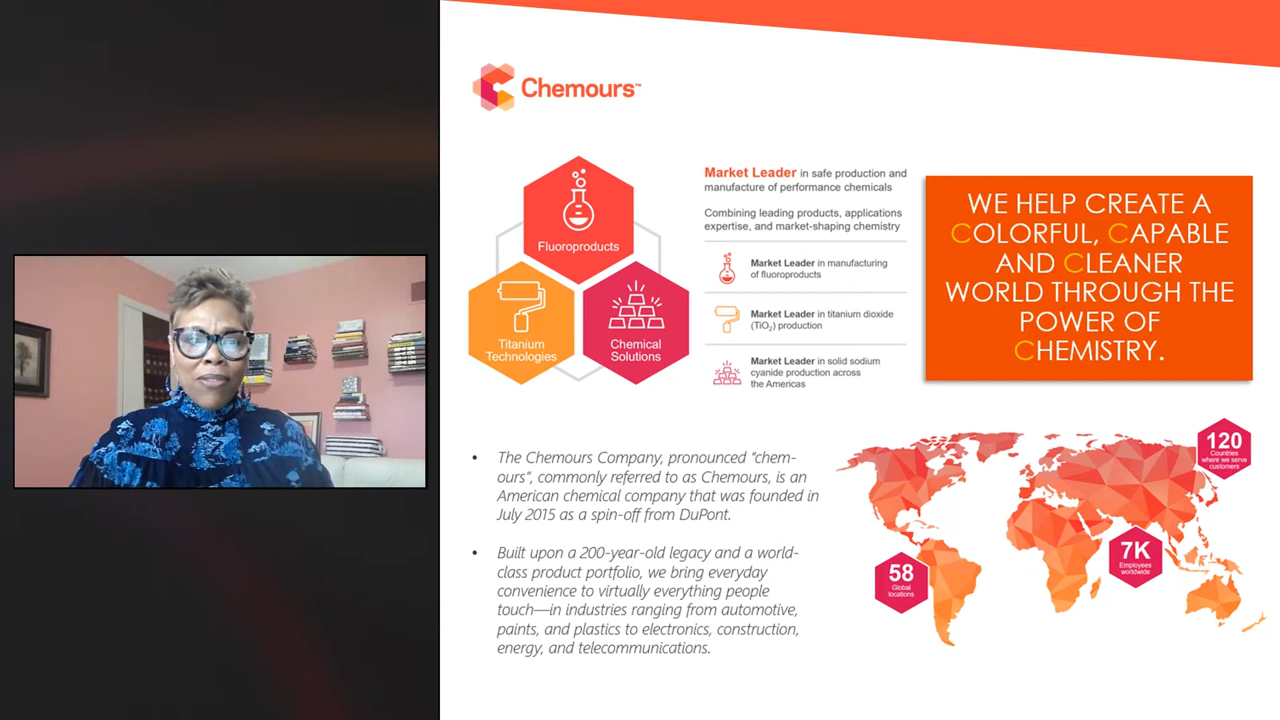 Chemours™
Fluoroproducts
Titanium
Technologies
Chemical
Solutions
Market Leader in safe production and
manufacture of performance chemicals
Combining leading products, applications
expertise, and market-shaping chemistry
Market Leader in manufacturing
of fluoroproducts
Market Leader in titanium dioxide
(TiO₂) production
Market Leader in solid sodium
cyanide production across
the Americas
WE HELP CREATE A
COLORFUL, CAPABLE
AND CLEANER
WORLD THROUGH THE
POWER OF
CHEMISTRY.
• The Chemours Company, pronounced "chem-
ours", commonly referred to as Chemours, is an
American chemical company that was founded in
July 2015 as a spin-off from DuPont.
• Built upon a 200-year-old legacy and a world-
class product portfolio, we bring everyday
convenience to virtually everything people
touch—in industries ranging from automotive,
paints, and plastics to electronics, construction,
energy, and telecommunications.
120
Countries
where we serve
customers
7K
Employees
worldwide
58
Global
locations